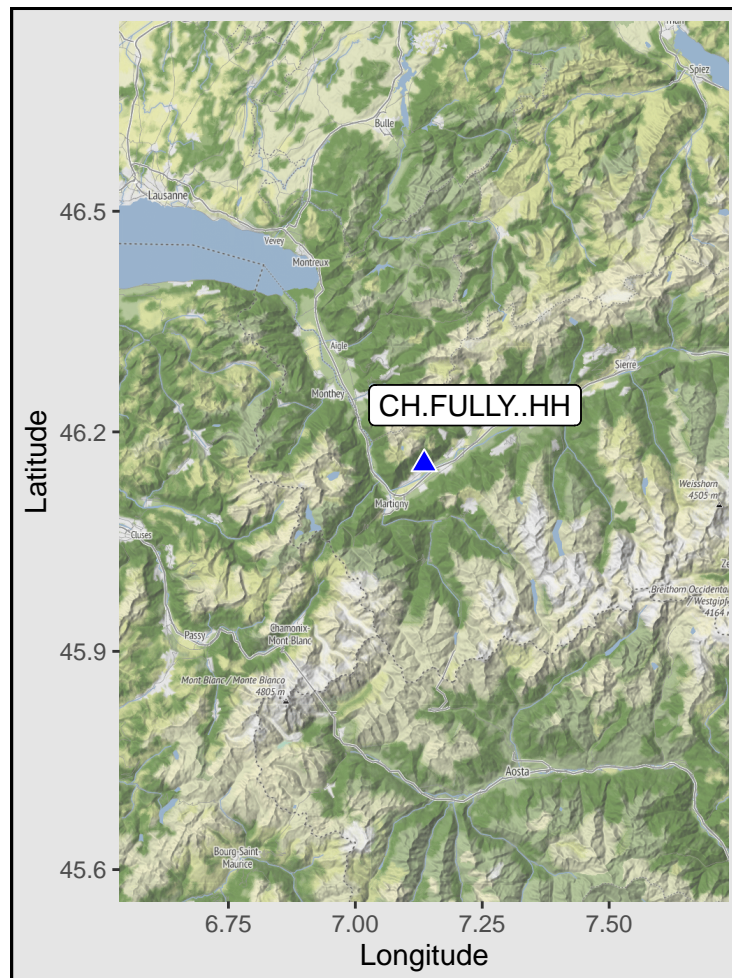 Thun
Spiez
Bulle
Lausanne
46.5
Vevey
Montreux
Aigle
Sierre
Monthey
CH.FULLY..HH
46.2
Latitude
Weisshorn
4505 m
Martigny
Cluses
Breithorn Occidental
/ Westgipfel
4164 m
Chamonix-
Mont-Blanc
Passy
45.9
Mont Blanc / Monte Bianco
4805 m
Aosta
Bourg-Saint-
Maurice
45.6
6.75 7.00 7.25 7.50
Longitude